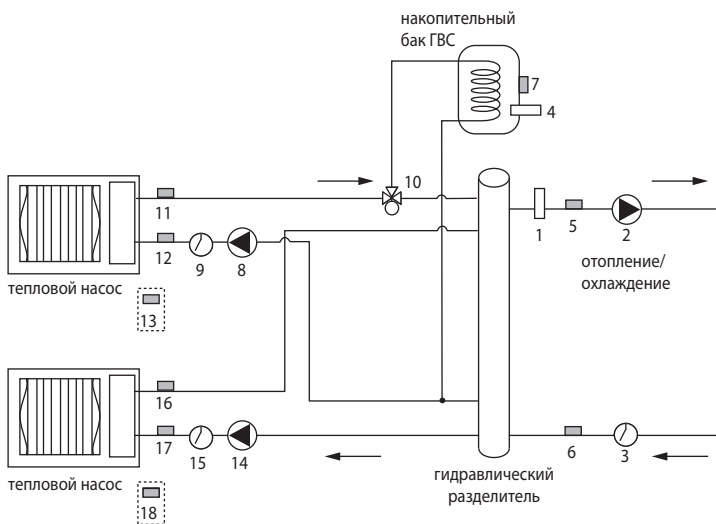 накопительный
бак ГВС
7
4
10
11
12
9
8
1
5
2
отопление/
охлаждение
тепловой насос
13
16
17
15
14
6
3
гидравлический
разделитель
тепловой насос
18